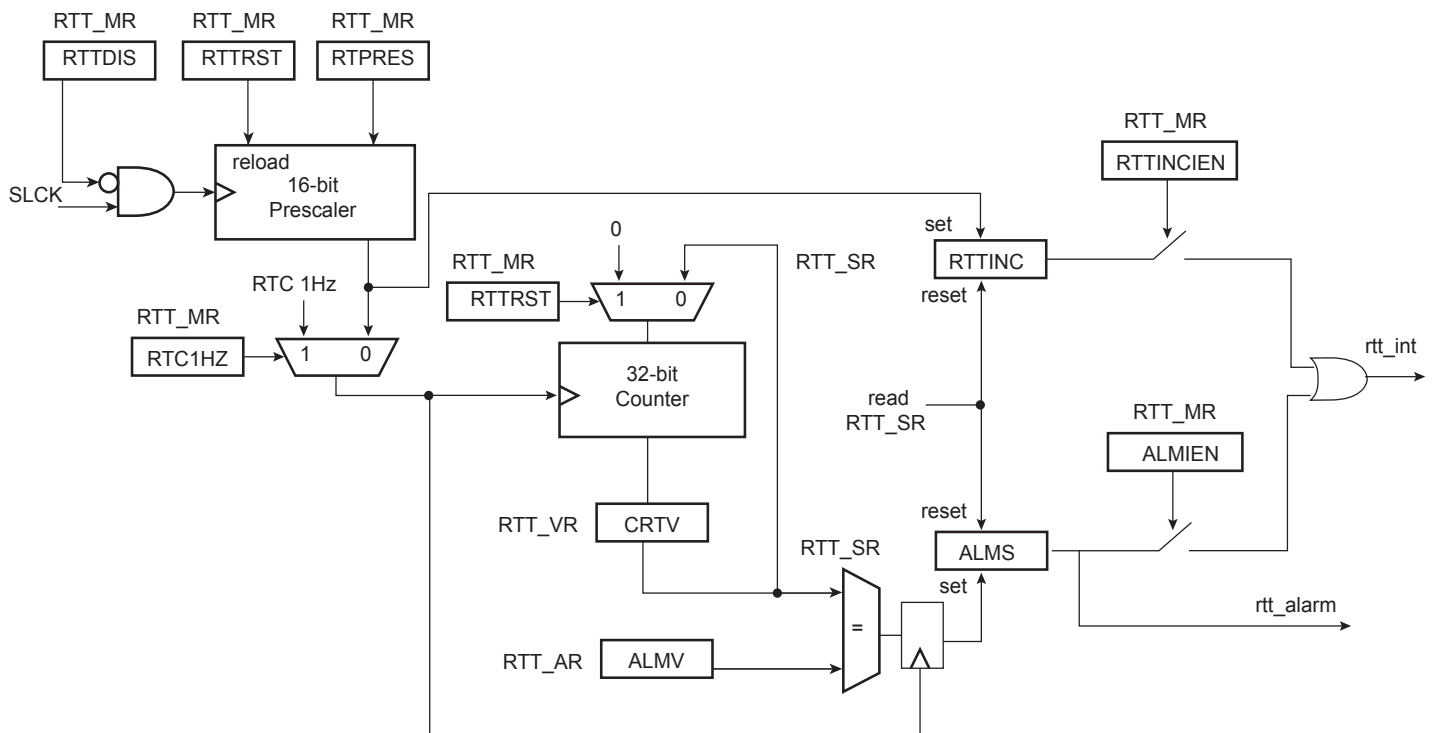 RTT_MR
RTT_MR
RTT_MR
RTTDIS
RTTRST
RTPRES
reload
16-bit
Prescaler
SLCK
RTT_MR
RTTINCIEN
0
set
RTT_MR
RTT_SR
RTTINC
RTC 1Hz
RTTRST
1
0
reset
RTT_MR
RTC1HZ
1
0
32-bit
Counter
rtt_int
read
RTT_SR
RTT_MR
ALMIEN
RTT_VR
CRTV
reset
RTT_SR
ALMS
set
rtt_alarm
=
RTT_AR
ALMV